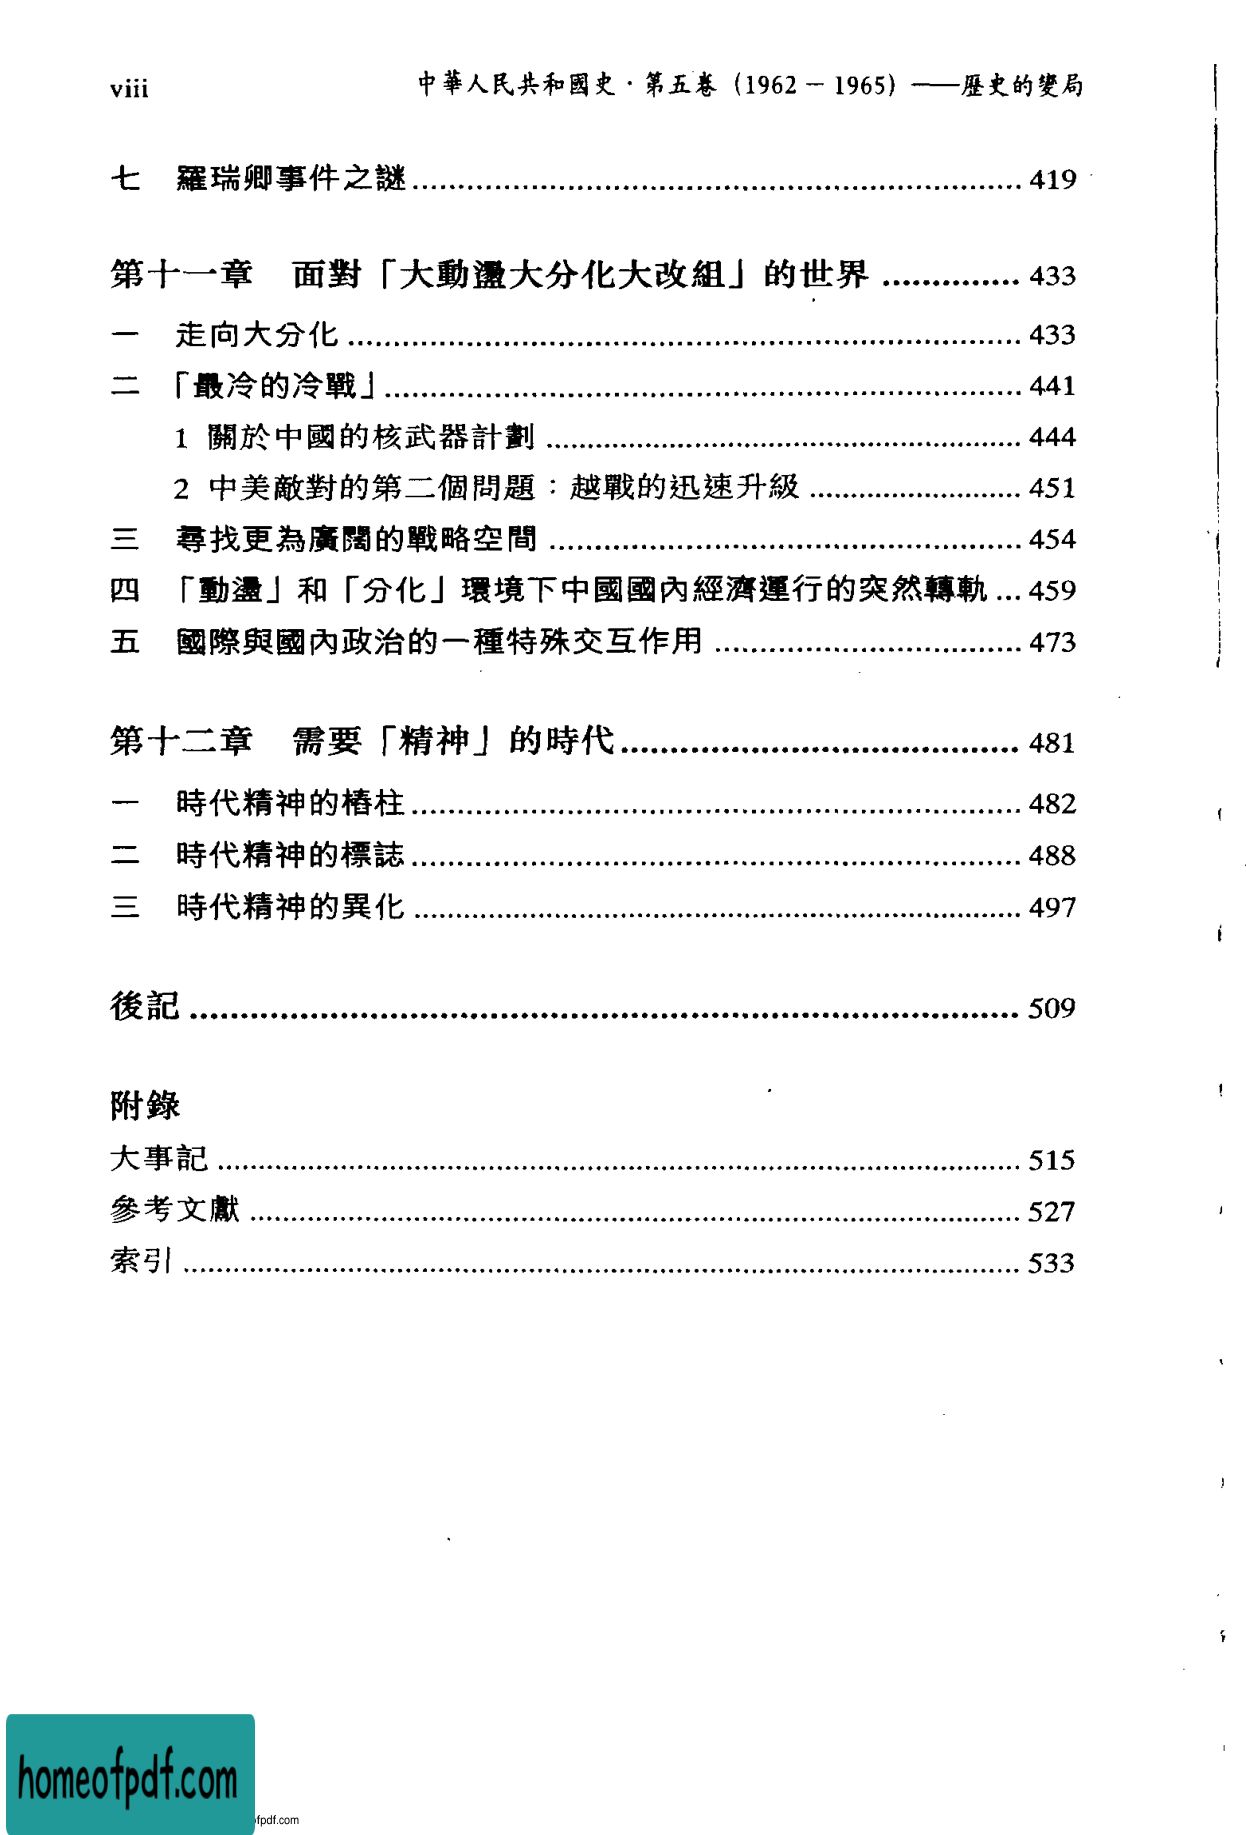 viii 中華人民共和國史·第五卷（1962－1965）——歷史的變局
七 羅瑞卿事件之謎 419
第十一章 面對「大動盪大分化大改組」的世界 433
一 走向大分化 433
二 「最冷的冷戰」 441
1 關於中國的核武器計劃 444
2 中美敵對的第二個問題：越戰的迅速升級 451
三 尋找更為廣闊的戰略空間 454
四 「動盪」和「分化」環境下中國國內經濟運行的突然轉軌 459
五 國際與國內政治的一種特殊交互作用 473
第十二章 需要「精神」的時代 481
一 時代精神的樁柱 482
二 時代精神的標誌 488
三 時代精神的異化 497
後記 509
附錄
大事記 515
參考文獻 527
索引 533
homeofpdf.com
fpdf.com